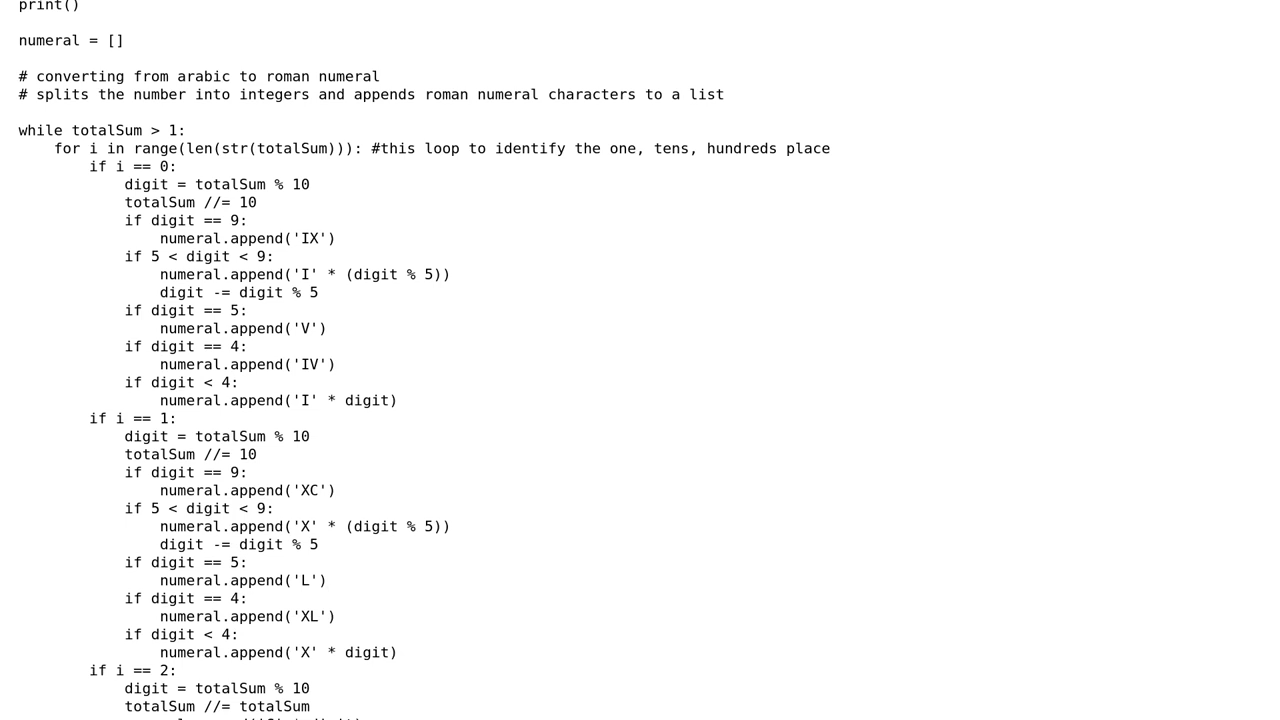 print()
numeral = []
# converting from arabic to roman numeral
# splits the number into integers and appends roman numeral characters to a list
while totalSum > 1:
    for i in range(len(str(totalSum))): #this loop to identify the one, tens, hundreds place
        if i == 0:
            digit = totalSum % 10
            totalSum //= 10
            if digit == 9:
                numeral.append('IX')
            if 5 < digit < 9:
                numeral.append('I' * (digit % 5))
                digit -= digit % 5
            if digit == 5:
                numeral.append('V')
            if digit == 4:
                numeral.append('IV')
            if digit < 4:
                numeral.append('I' * digit)
        if i == 1:
            digit = totalSum % 10
            totalSum //= 10
            if digit == 9:
                numeral.append('XC')
            if 5 < digit < 9:
                numeral.append('X' * (digit % 5))
                digit -= digit % 5
            if digit == 5:
                numeral.append('L')
            if digit == 4:
                numeral.append('XL')
            if digit < 4:
                numeral.append('X' * digit)
        if i == 2:
            digit = totalSum % 10
            totalSum //= totalSum